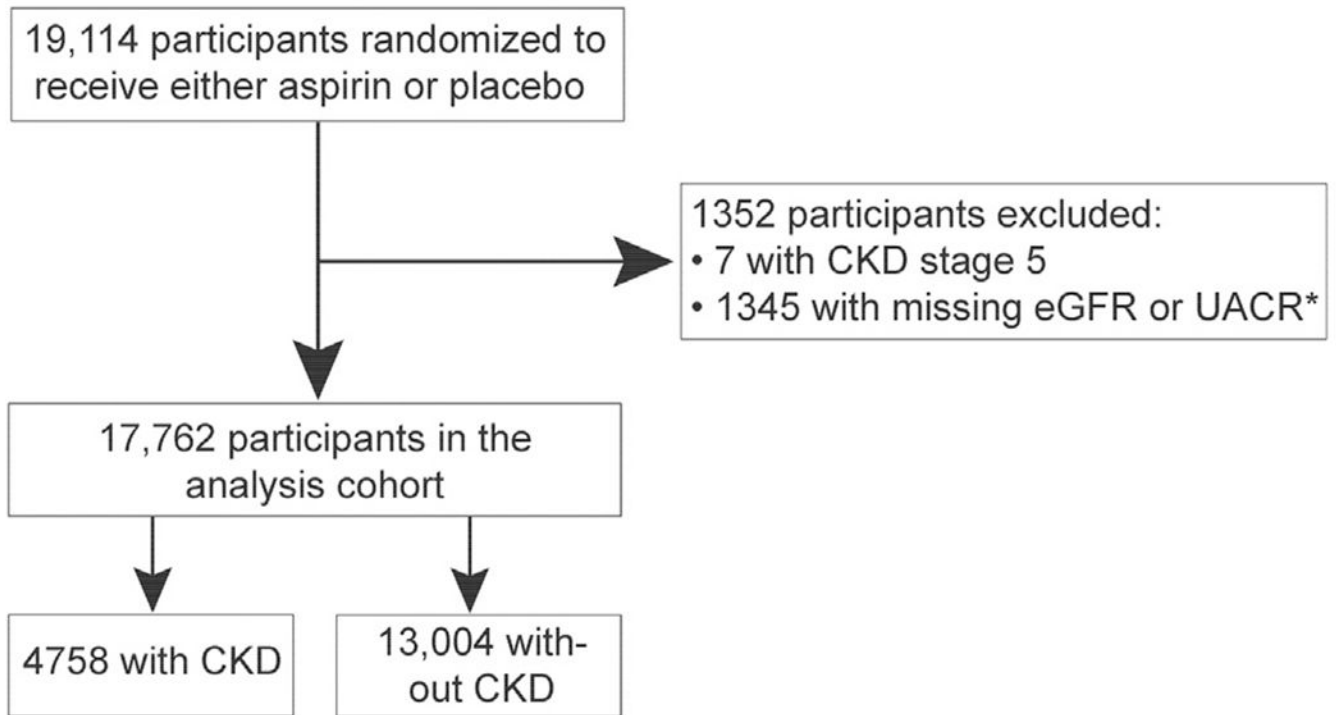 19,114 participants randomized to
receive either aspirin or placebo
1352 participants excluded:
• 7 with CKD stage 5
• 1345 with missing eGFR or UACR*
17,762 participants in the
analysis cohort
4758 with CKD
13,004 with-
out CKD